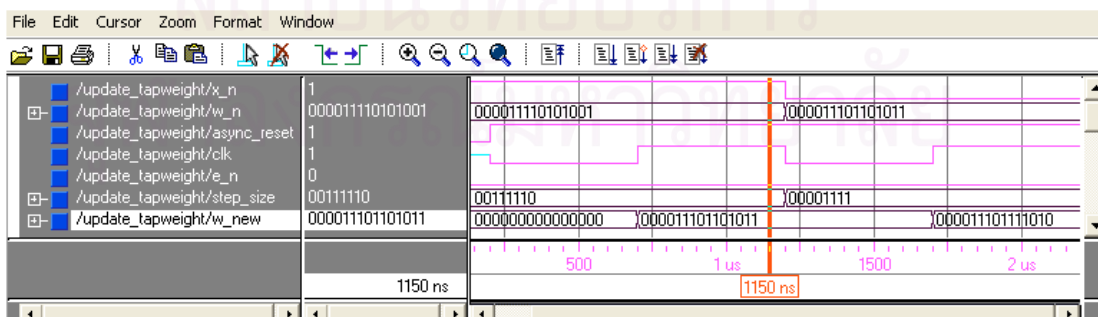 File Edit Cursor Zoom Format Window
/update_tapweight/x_n 1
/update_tapweight/w_n 000011110101001 000011110101001 000011101101011
/update_tapweight/async_reset 1
/update_tapweight/clk 1
/update_tapweight/e_n 0
/update_tapweight/step_size 00111110 00111110 00001111
/update_tapweight/w_new 000011101101011 000000000000000 000011101101011 000011101111010
500 1 us 1500 2 us
1150 ns 1150 ns